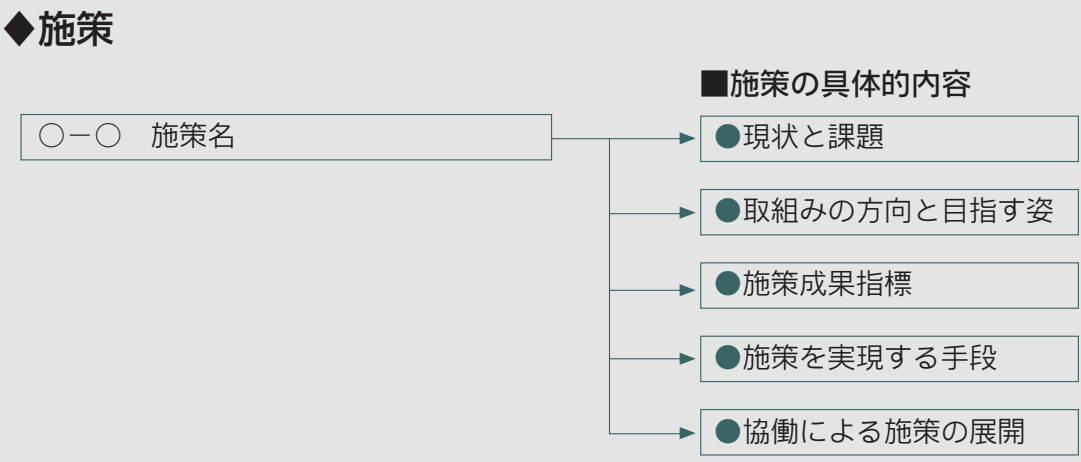 ◆施策
■施策の具体的内容
○－○　施策名
●現状と課題
●取組みの方向と目指す姿
●施策成果指標
●施策を実現する手段
●協働による施策の展開